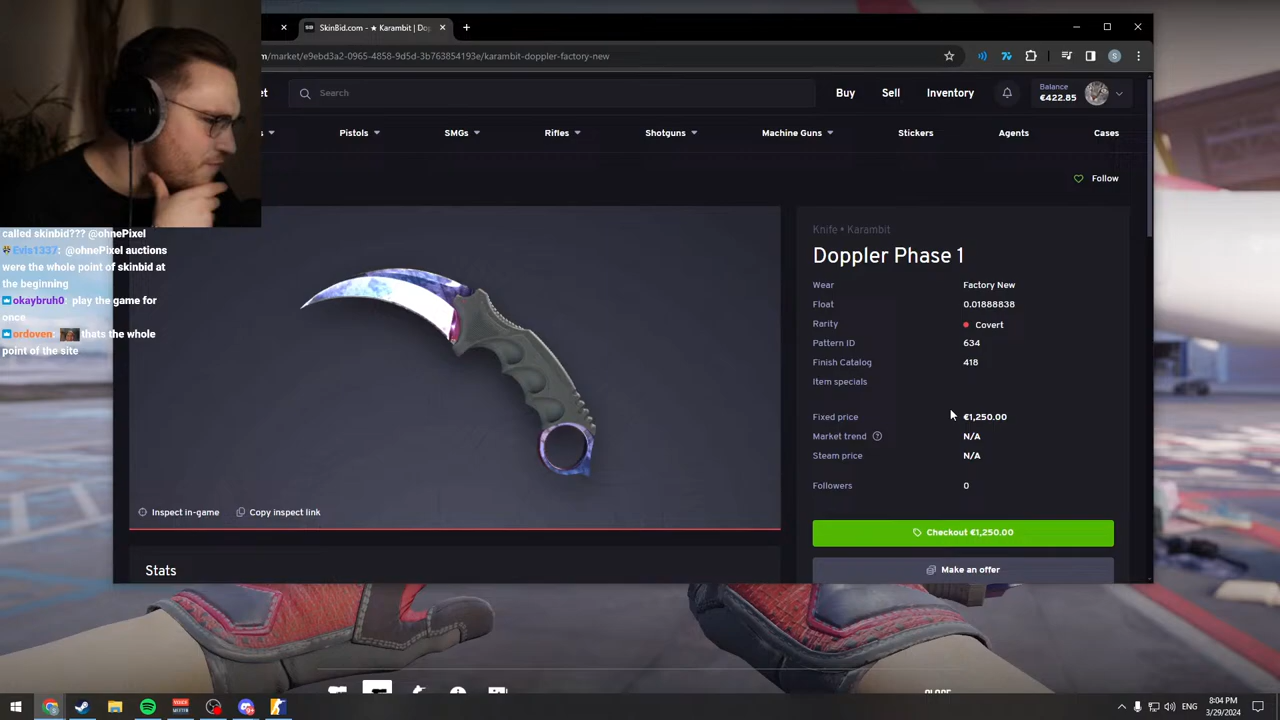 SkinBid.com - ★ Karambit | Do
m/market/e9ebd3a2-0965-4858-9d5d-3b763854193e/karambit-doppler-factory-new
et
Search
Buy
Sell
Inventory
Balance
€422.85
Pistols
SMGs
Rifles
Shotguns
Machine Guns
Stickers
Agents
Cases
Follow
called skinbid??? @ohnePixel
Evis1337: @ohnePixel auctions
were the whole point of skinbid at
the beginning
okaybruh0: play the game for
once
ordoven: thats the whole
point of the site
Knife • Karambit
Doppler Phase 1
Wear Factory New
Float 0.01888838
Rarity Covert
Pattern ID 634
Finish Catalog 418
Item specials
Fixed price €1,250.00
Market trend N/A
Steam price N/A
Followers 0
Inspect in-game
Copy inspect link
Checkout €1,250.00
Make an offer
Stats
ENG
8:04 PM
3/29/2024